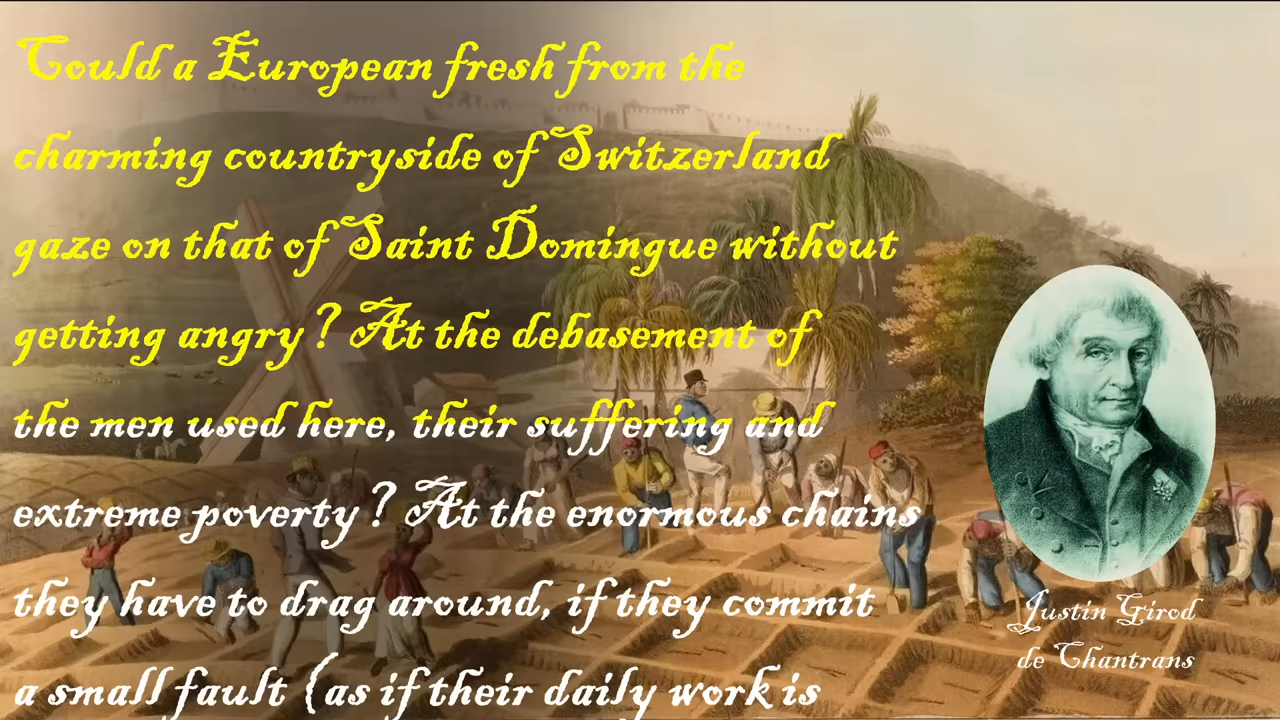 Could a European fresh from the
charming countryside of Switzerland
gaze on that of Saint Domingue without
getting angry? At the debasement of
the men used here, their suffering and
extreme poverty? At the enormous chains
they have to drag around, if they commit
a small fault (as if their daily work is
Justin Girod
de Chantrans